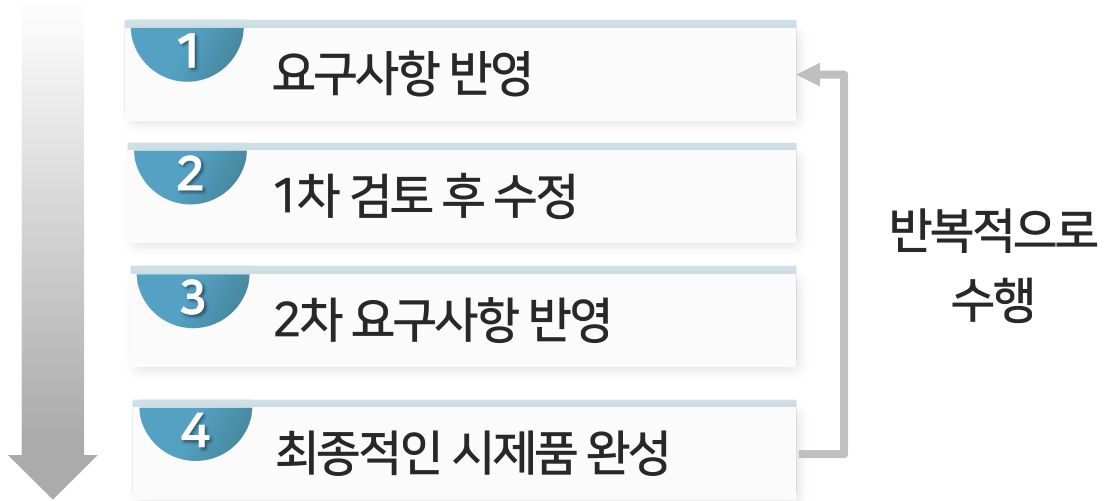 1
요구사항 반영
2
1차 검토 후 수정
3
2차 요구사항 반영
4
최종적인 시제품 완성
반복적으로
수행